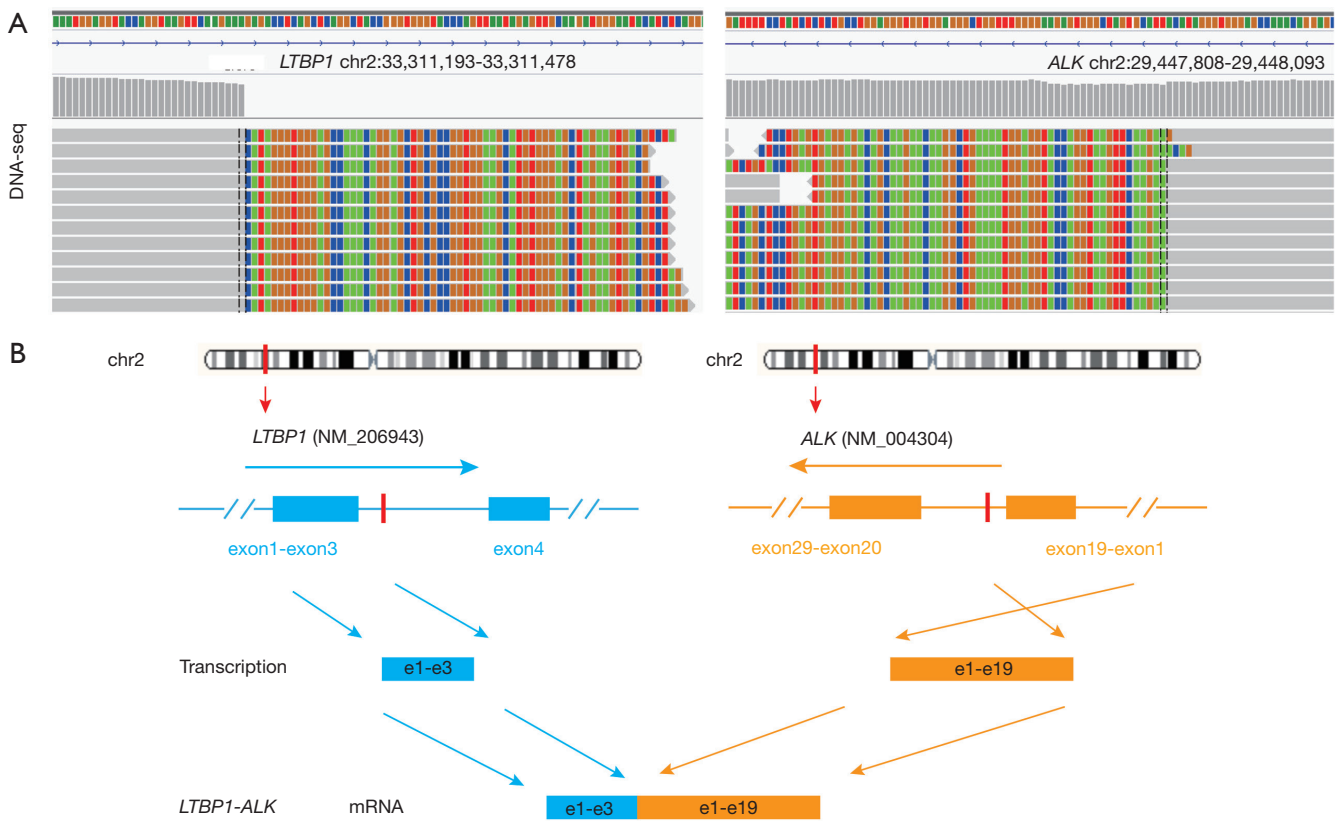 A
LTBP1 chr2:33,311,193-33,311,478
ALK chr2:29,447,808-29,448,093
DNA-seq
B
chr2
chr2
LTBP1 (NM_206943)
ALK (NM_004304)
exon1-exon3
exon4
exon29-exon20
exon19-exon1
Transcription
e1-e3
e1-e19
LTBP1-ALK
mRNA
e1-e3
e1-e19